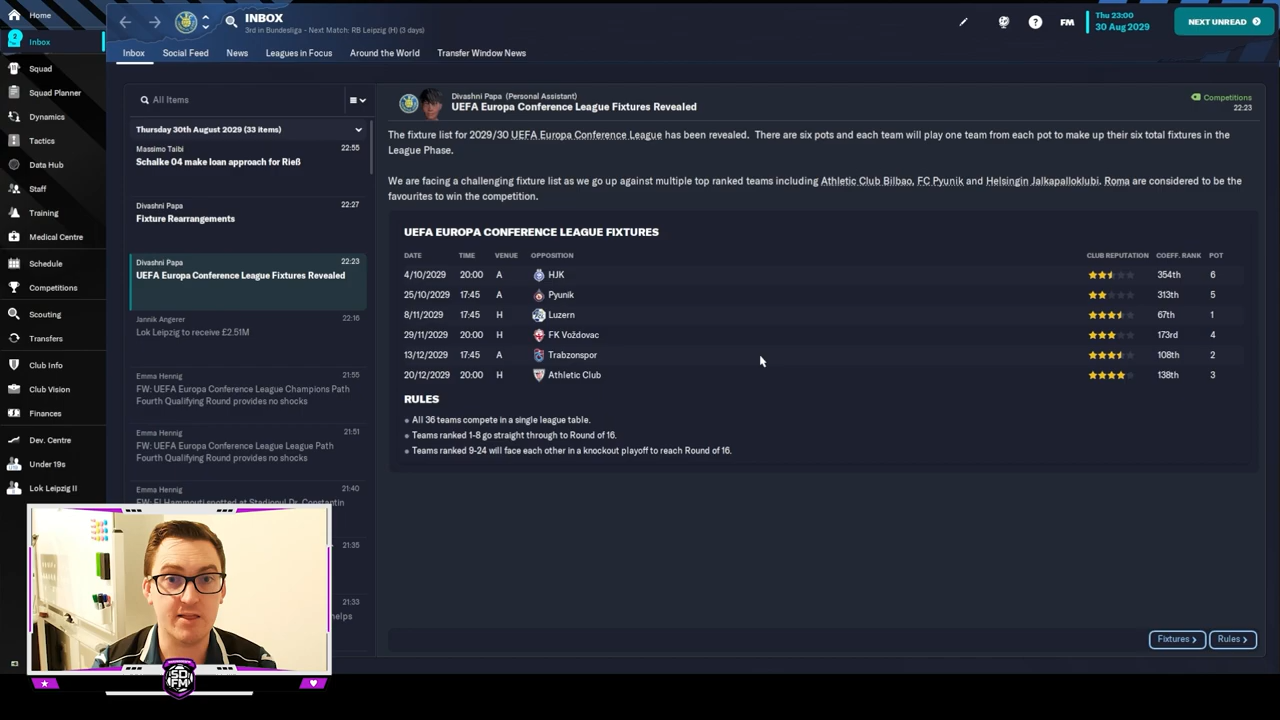 Home
2
Inbox
Squad
Squad Planner
Dynamics
Tactics
Data Hub
Staff
Training
Medical Centre
Schedule
Competitions
Scouting
Transfers
Club Info
Club Vision
Finances
Dev. Centre
Under 19s
Lok Leipzig II
INBOX
3rd in Bundesliga - Next Match: RB Leipzig (H) (3 days)
FM
Thu 23:00
30 Aug 2029
NEXT UNREAD
Inbox Social Feed News Leagues in Focus Around the World Transfer Window News
All Items
Thursday 30th August 2029 (33 items)
Massimo Taibi 22:55
Schalke 04 make loan approach for Rieß
Divashni Papa 22:27
Fixture Rearrangements
Divashni Papa 22:23
UEFA Europa Conference League Fixtures Revealed
Jannik Angerer 22:16
Lok Leipzig to receive £2.51M
Emma Hennig 21:55
FW: UEFA Europa Conference League Champions Path
Fourth Qualifying Round provides no shocks
Emma Hennig 21:51
FW: UEFA Europa Conference League League Path
Fourth Qualifying Round provides no shocks
Emma Hennig 21:40
FW: El Hammouti spotted at Stadionul Dr. Constantin
21:35
21:33
helps
Divashni Papa (Personal Assistant)
UEFA Europa Conference League Fixtures Revealed
Competitions
22:23
The fixture list for 2029/30 UEFA Europa Conference League has been revealed. There are six pots and each team will play one team from each pot to make up their six total fixtures in the
League Phase.
We are facing a challenging fixture list as we go up against multiple top ranked teams including Athletic Club Bilbao, FC Pyunik and Helsingin Jalkapalloklubi. Roma are considered to be the
favourites to win the competition.
UEFA EUROPA CONFERENCE LEAGUE FIXTURES
DATE TIME VENUE OPPOSITION CLUB REPUTATION COEFF. RANK POT
4/10/2029 20:00 A HJK 354th 6
25/10/2029 17:45 A Pyunik 313th 5
8/11/2029 17:45 H Luzern 67th 1
29/11/2029 20:00 H FK Voždovac 173rd 4
13/12/2029 17:45 A Trabzonspor 108th 2
20/12/2029 20:00 H Athletic Club 138th 3
RULES
All 36 teams compete in a single league table.
Teams ranked 1-8 go straight through to Round of 16.
Teams ranked 9-24 will face each other in a knockout playoff to reach Round of 16.
Fixtures
Rules
SD
FM